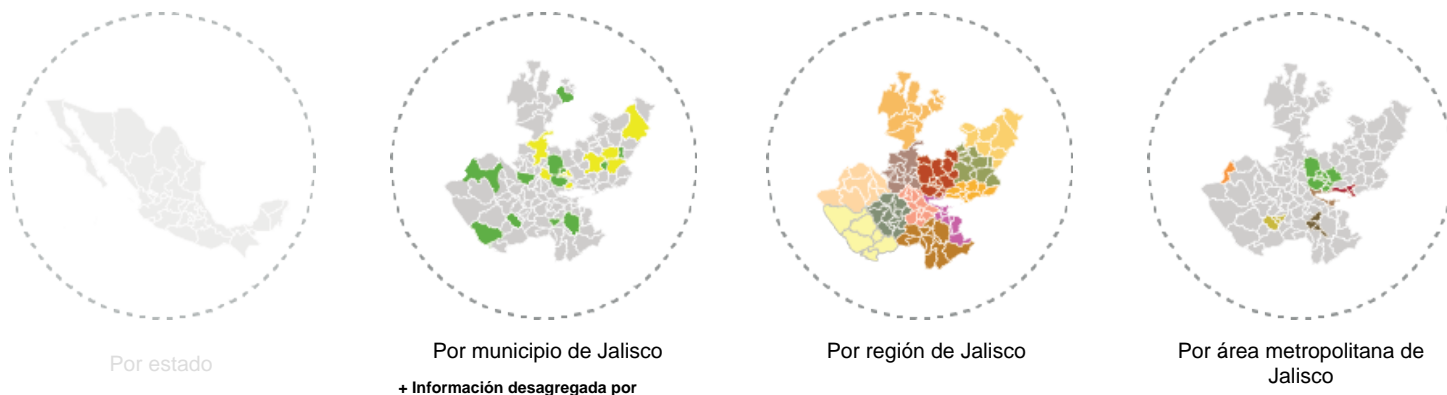 Por estado
Por municipio de Jalisco
+ Información desagregada por
Por región de Jalisco
Por área metropolitana de
Jalisco